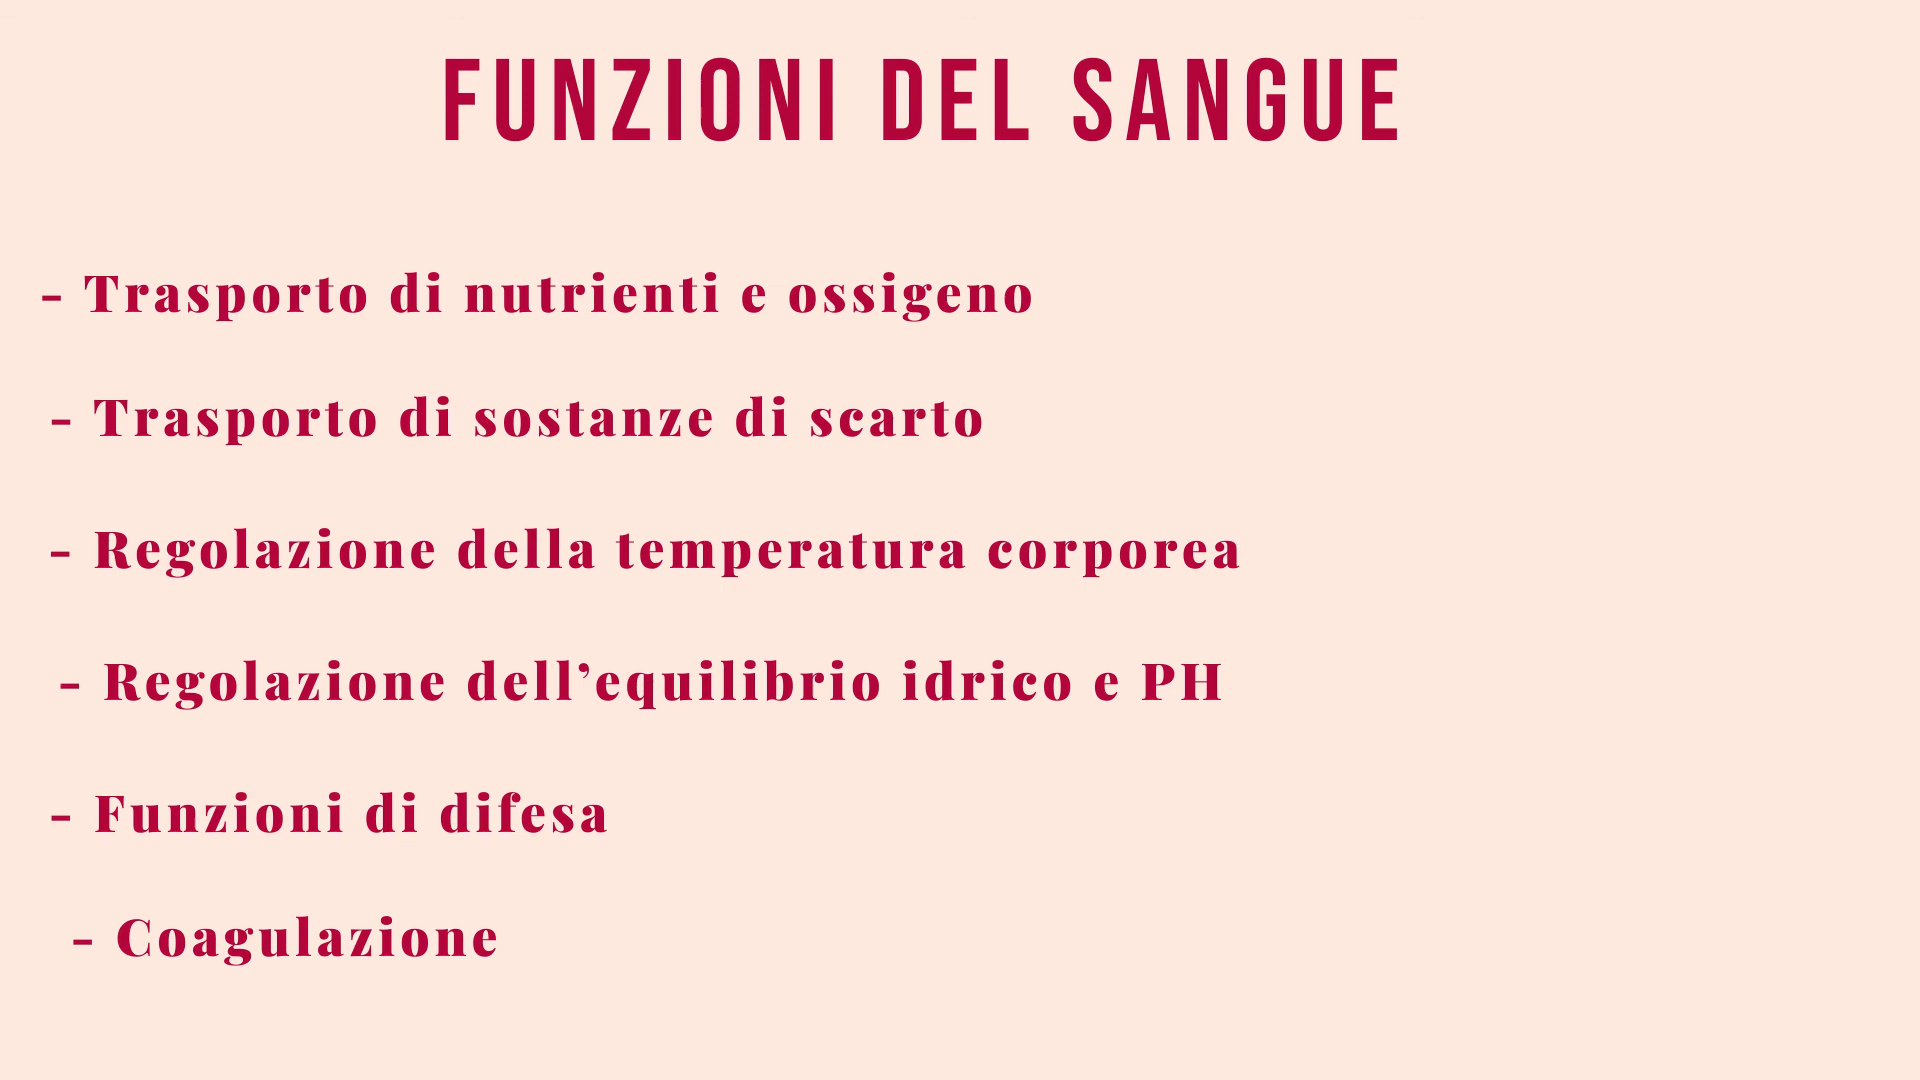 FUNZIONI DEL SANGUE
- Trasporto di nutrienti e ossigeno
- Trasporto di sostanze di scarto
- Regolazione della temperatura corporea
- Regolazione dell’equilibrio idrico e PH
- Funzioni di difesa
- Coagulazione